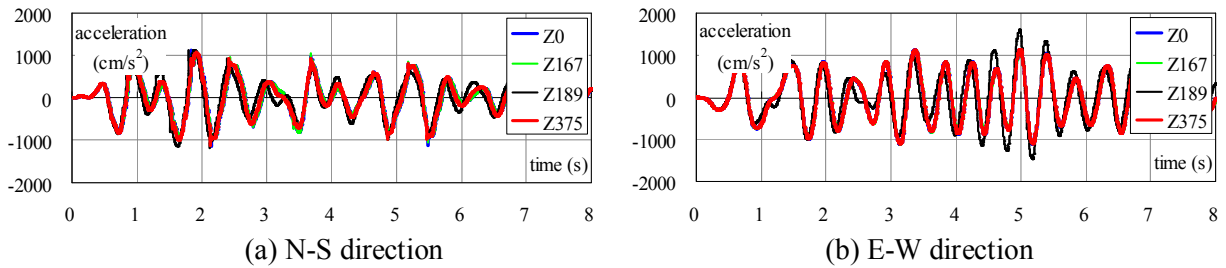 2000
1000
0
-1000
-2000
acceleration
(cm/s²)
Z0
Z167
Z189
Z375
time (s)
0 1 2 3 4 5 6 7 8
(a) N-S direction
2000
1000
0
-1000
-2000
acceleration
(cm/s²)
Z0
Z167
Z189
Z375
time (s)
0 1 2 3 4 5 6 7 8
(b) E-W direction